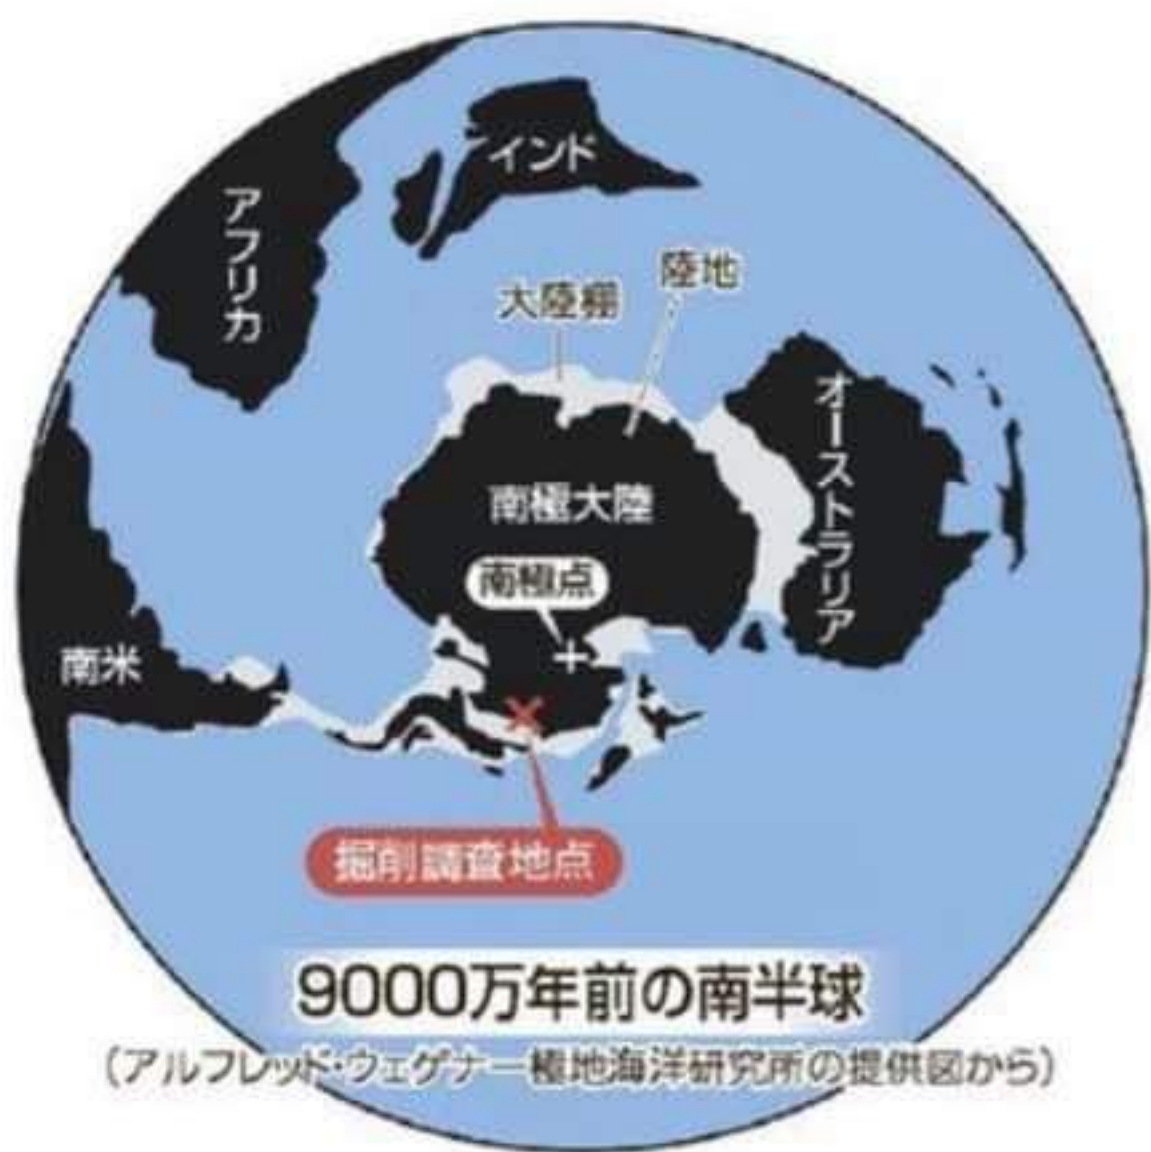 インド
アフリカ
陸地
大陸棚
オーストラリア
南極大陸
南極点
南米
掘削調査地点
9000万年前の南半球
(アルフレッド・ウェゲナー極地海洋研究所の提供図から)